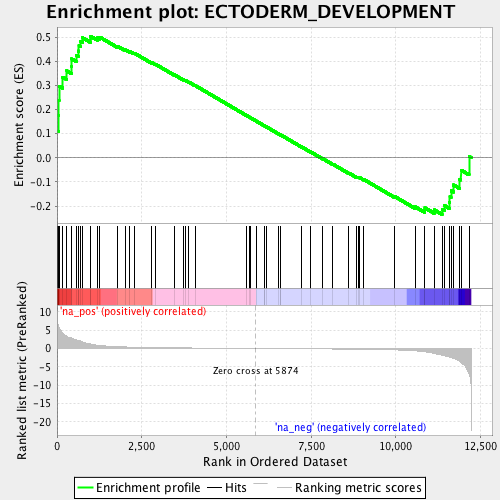 Enrichment plot: ECTODERM_DEVELOPMENT
Enrichment score (ES)
0.5
0.4
0.3
0.2
0.1
0.0
-0.1
-0.2
Ranked list metric (PreRanked)
10
5
0
-5
-10
-15
-20
'na_pos' (positively correlated)
Zero cross at 5874
'na_neg' (negatively correlated)
0
2,500
5,000
7,500
10,000
12,500
Rank in Ordered Dataset
Enrichment profile
Hits
Ranking metric scores